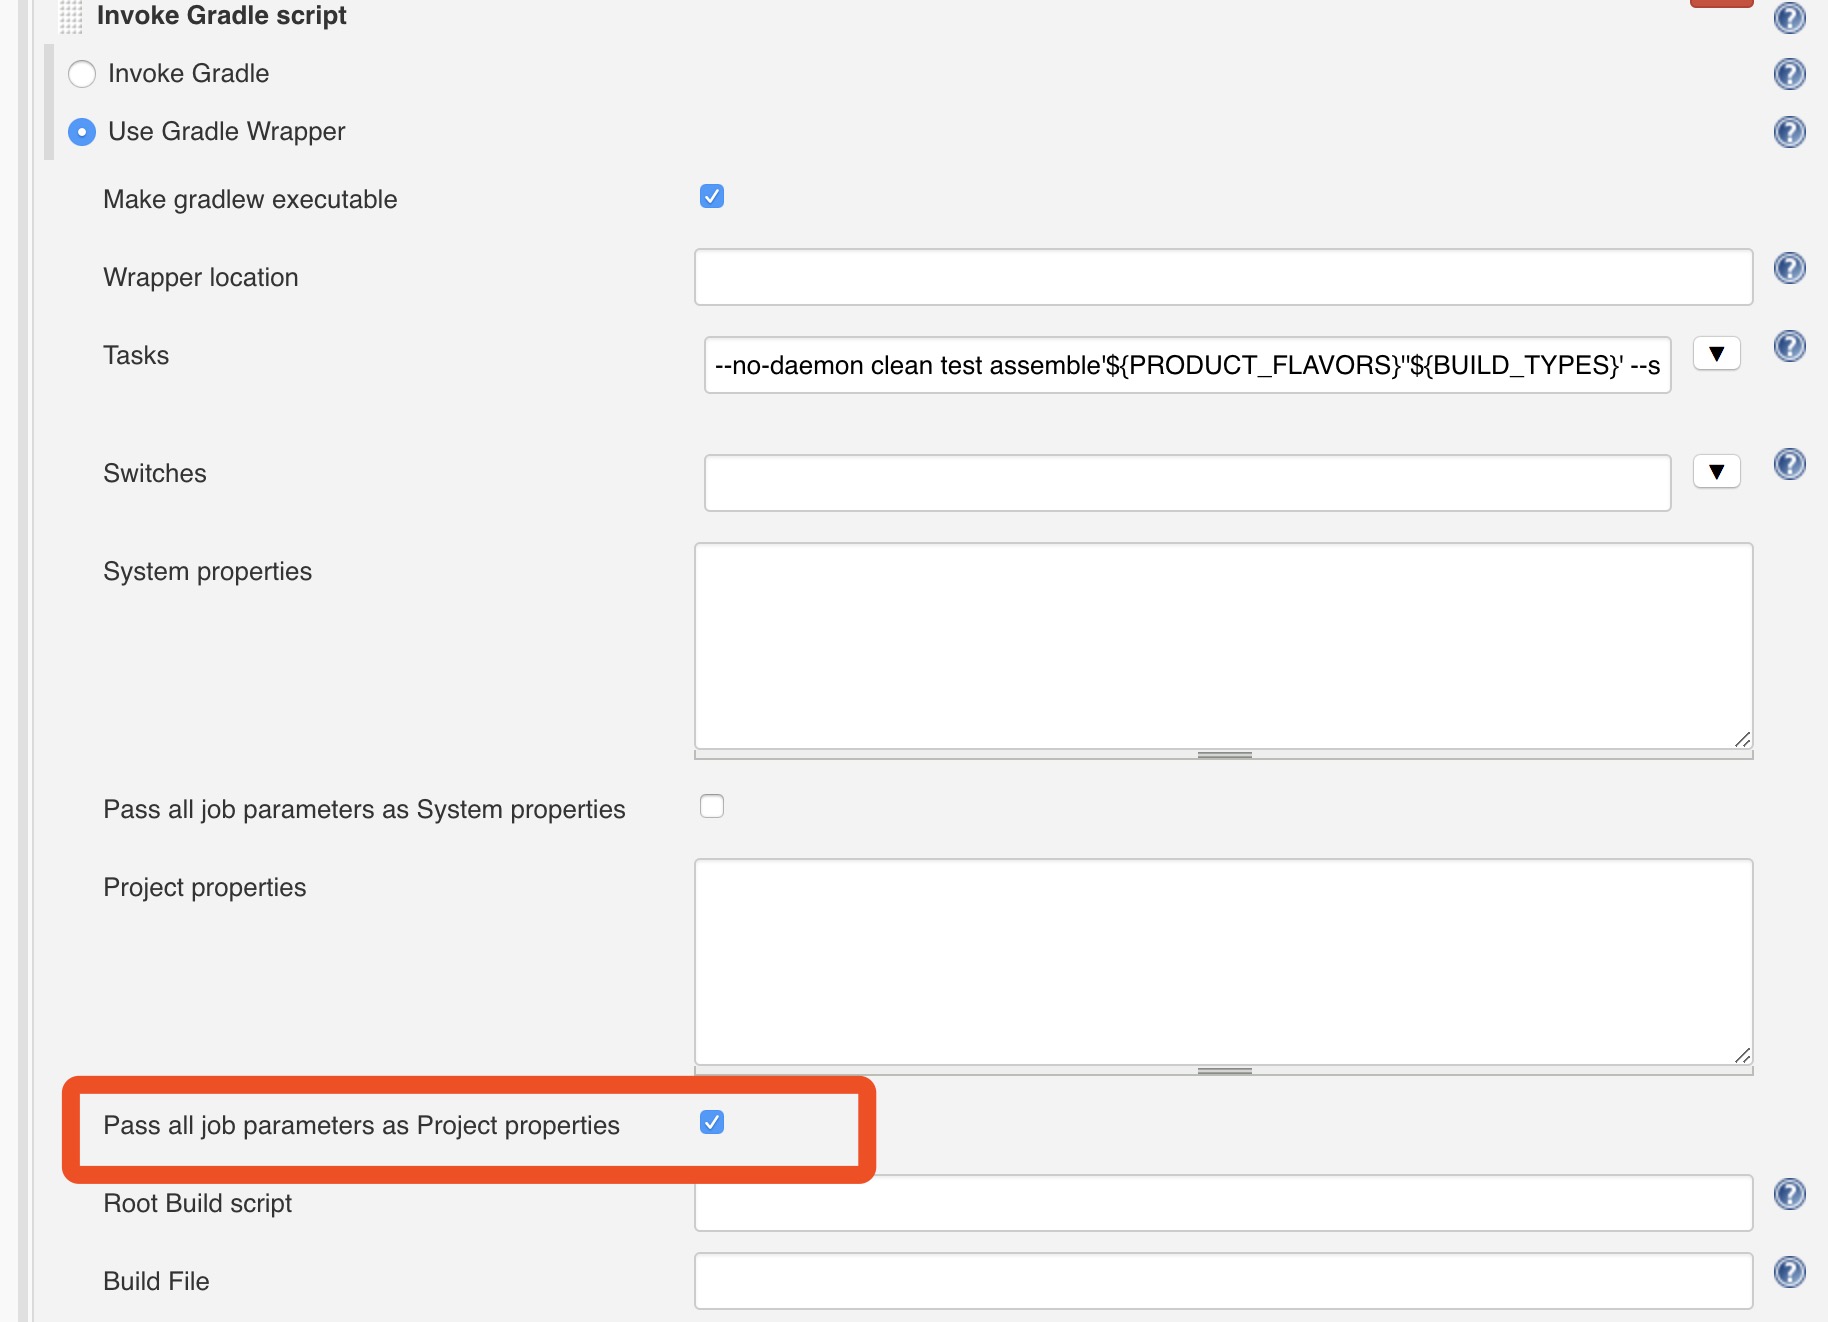 Invoke Gradle script
Invoke Gradle
Use Gradle Wrapper
Make gradlew executable
Wrapper location
Tasks
--no-daemon clean test assemble'${PRODUCT_FLAVORS}''${BUILD_TYPES}' --s
Switches
System properties
Pass all job parameters as System properties
Project properties
Pass all job parameters as Project properties
Root Build script
Build File